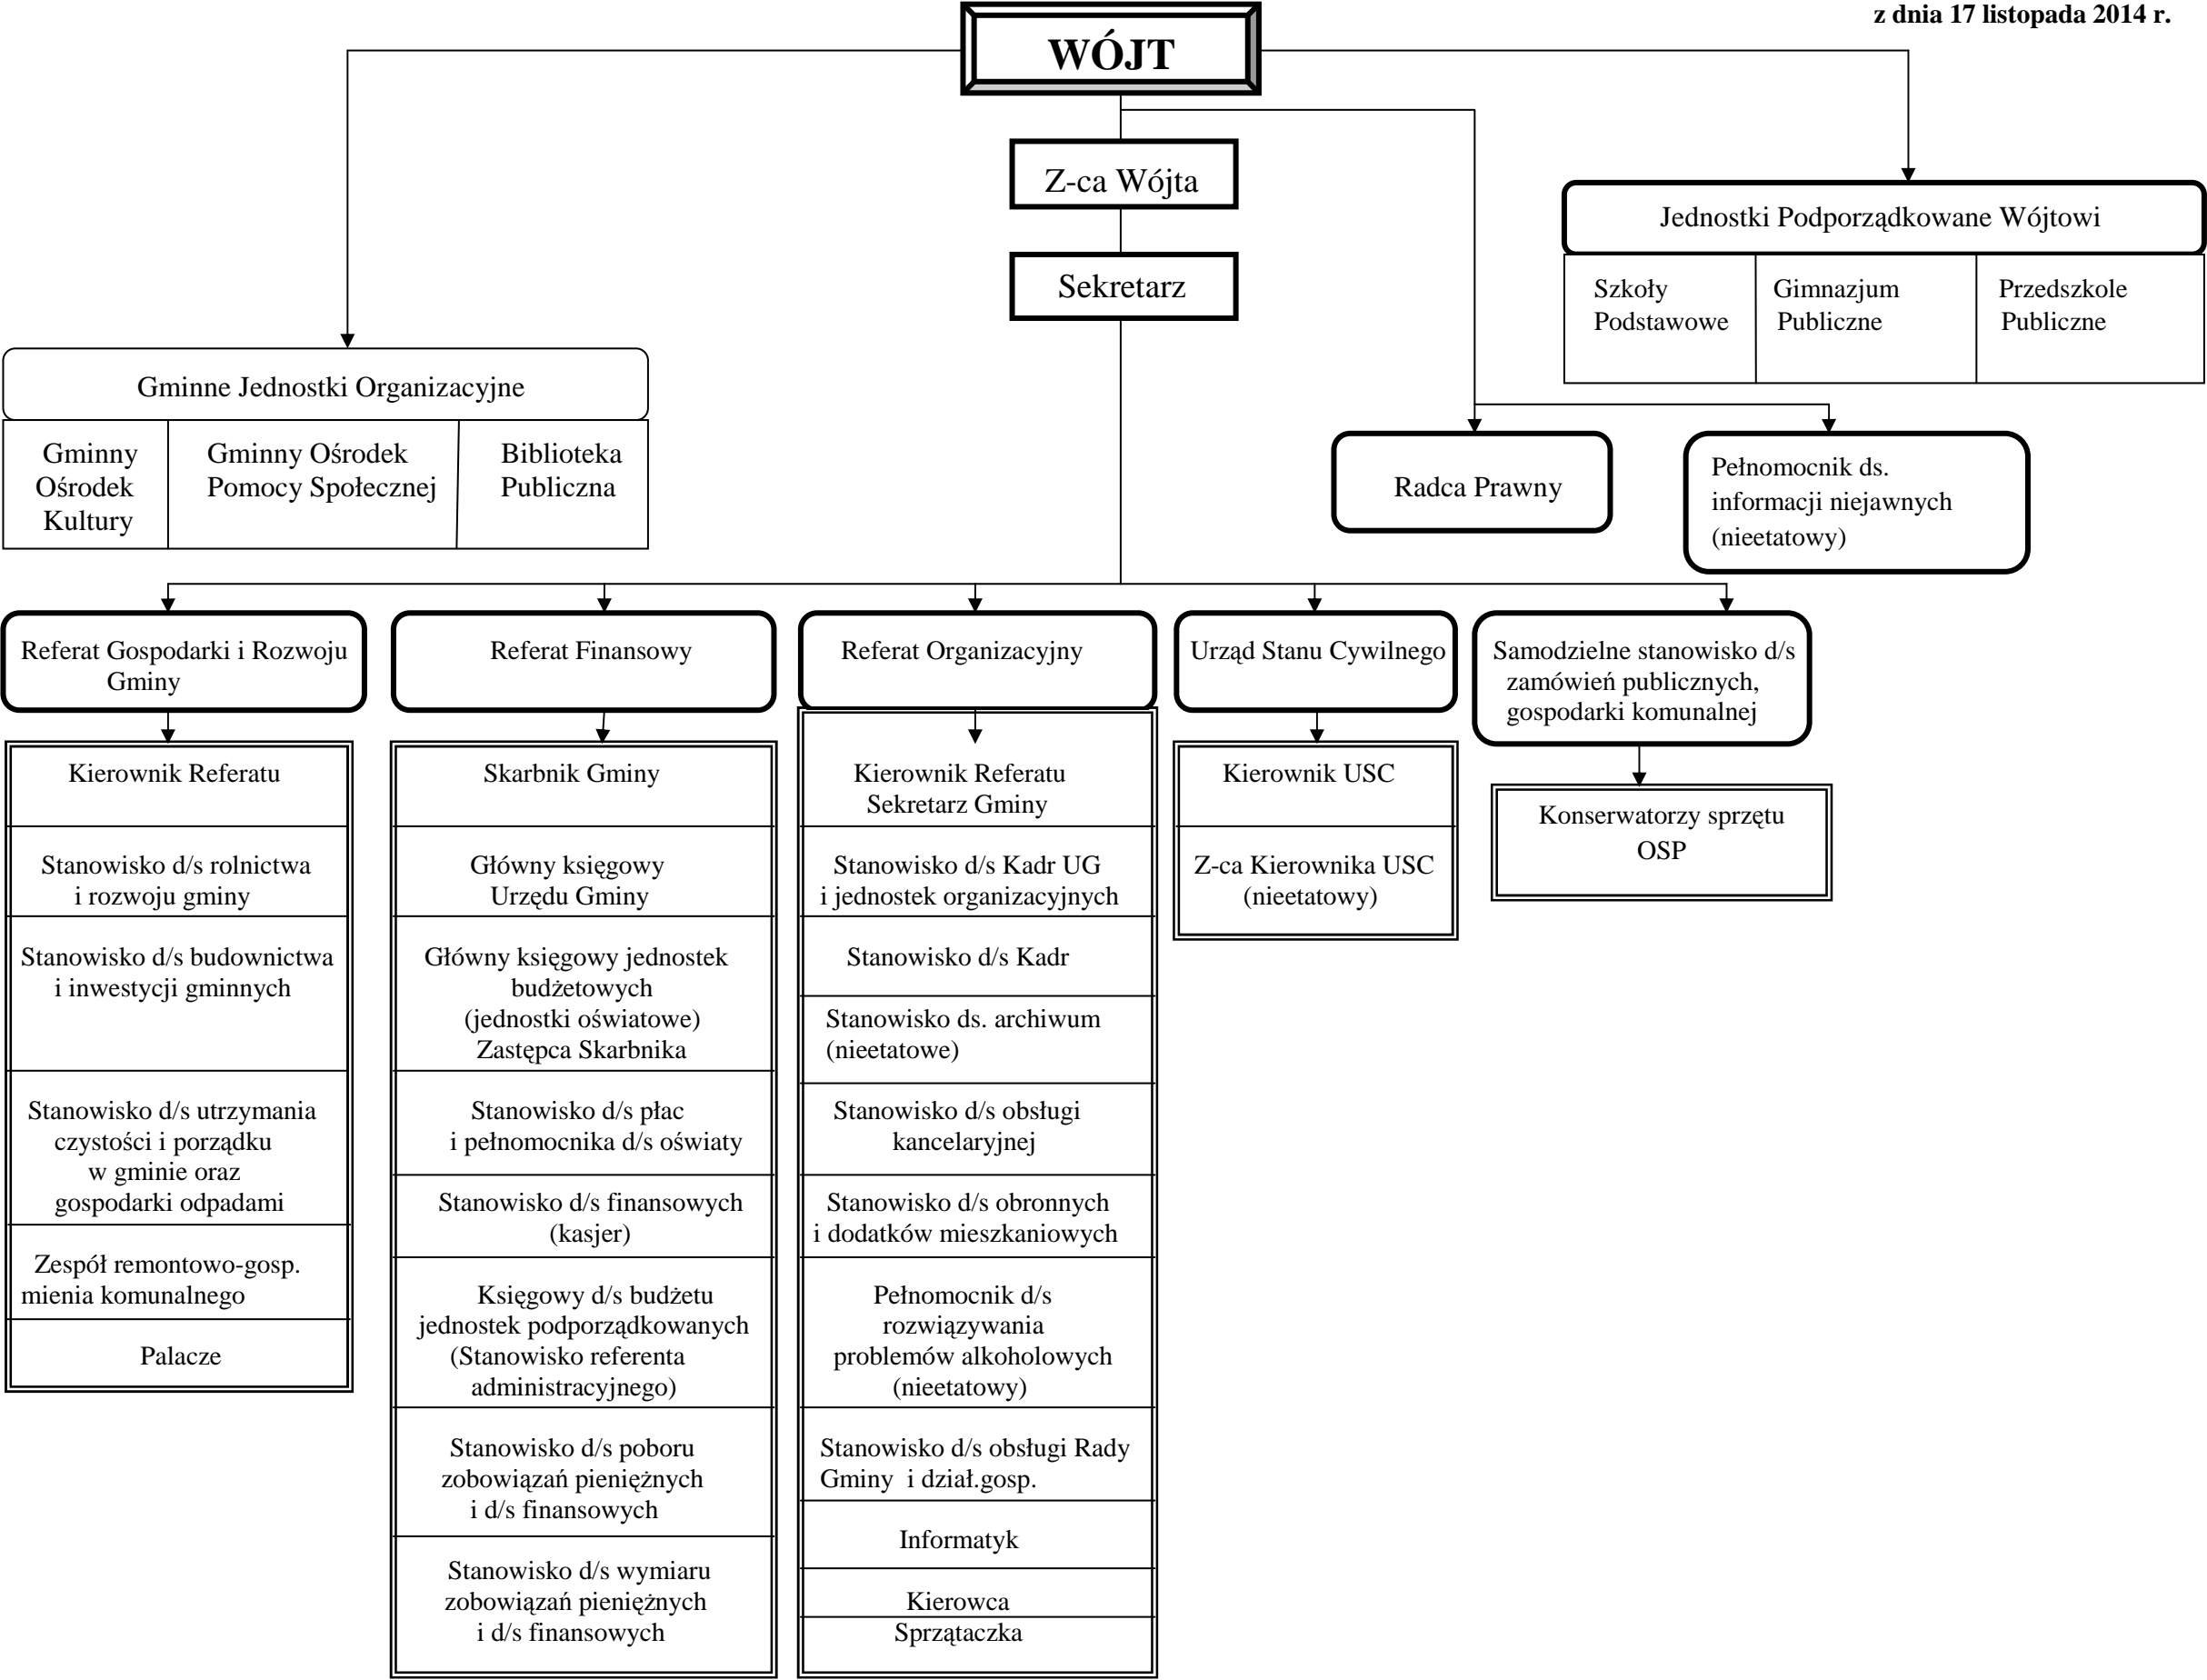 z dnia 17 listopada 2014 r.
WÓJT
Z-ca Wójta
Sekretarz
Jednostki Podporządkowane Wójtowi
Szkoły
Podstawowe
Gimnazjum
Publiczne
Przedszkole
Publiczne
Gminne Jednostki Organizacyjne
Gminny
Ośrodek
Kultury
Gminny Ośrodek
Pomocy Społecznej
Biblioteka
Publiczna
Radca Prawny
Pełnomocnik ds.
informacji niejawnych
(nieetatowy)
Referat Gospodarki i Rozwoju
Gminy
Kierownik Referatu
Stanowisko d/s rolnictwa
i rozwoju gminy
Stanowisko d/s budownictwa
i inwestycji gminnych
Stanowisko d/s utrzymania
czystości i porządku
w gminie oraz
gospodarki odpadami
Zespół remontowo-gosp.
mienia komunalnego
Palacze
Referat Finansowy
Skarbnik Gminy
Główny księgowy
Urzędu Gminy
Główny księgowy jednostek
budżetowych
(jednostki oświatowe)
Zastępca Skarbnika
Stanowisko d/s płac
i pełnomocnika d/s oświaty
Stanowisko d/s finansowych
(kasjer)
Księgowy d/s budżetu
jednostek podporządkowanych
(Stanowisko referenta
administracyjnego)
Stanowisko d/s poboru
zobowiązań pieniężnych
i d/s finansowych
Stanowisko d/s wymiaru
zobowiązań pieniężnych
i d/s finansowych
Referat Organizacyjny
Kierownik Referatu
Sekretarz Gminy
Stanowisko d/s Kadr UG
i jednostek organizacyjnych
Stanowisko d/s Kadr
Stanowisko ds. archiwum
(nieetatowe)
Stanowisko d/s obsługi
kancelaryjnej
Stanowisko d/s obronnych
i dodatków mieszkaniowych
Pełnomocnik d/s
rozwiązywania
problemów alkoholowych
(nieetatowy)
Stanowisko d/s obsługi Rady
Gminy i dział.gosp.
Informatyk
Kierowca
Sprzątaczka
Urząd Stanu Cywilnego
Kierownik USC
Z-ca Kierownika USC
(nieetatowy)
Samodzielne stanowisko d/s
zamówień publicznych,
gospodarki komunalnej
Konserwatorzy sprzętu
OSP